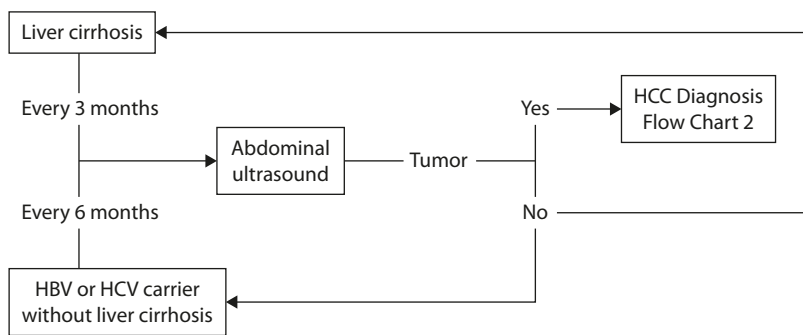 Liver cirrhosis
Every 3 months
Yes
HCC Diagnosis
Flow Chart 2
Abdominal
ultrasound
Tumor
Every 6 months
No
HBV or HCV carrier
without liver cirrhosis